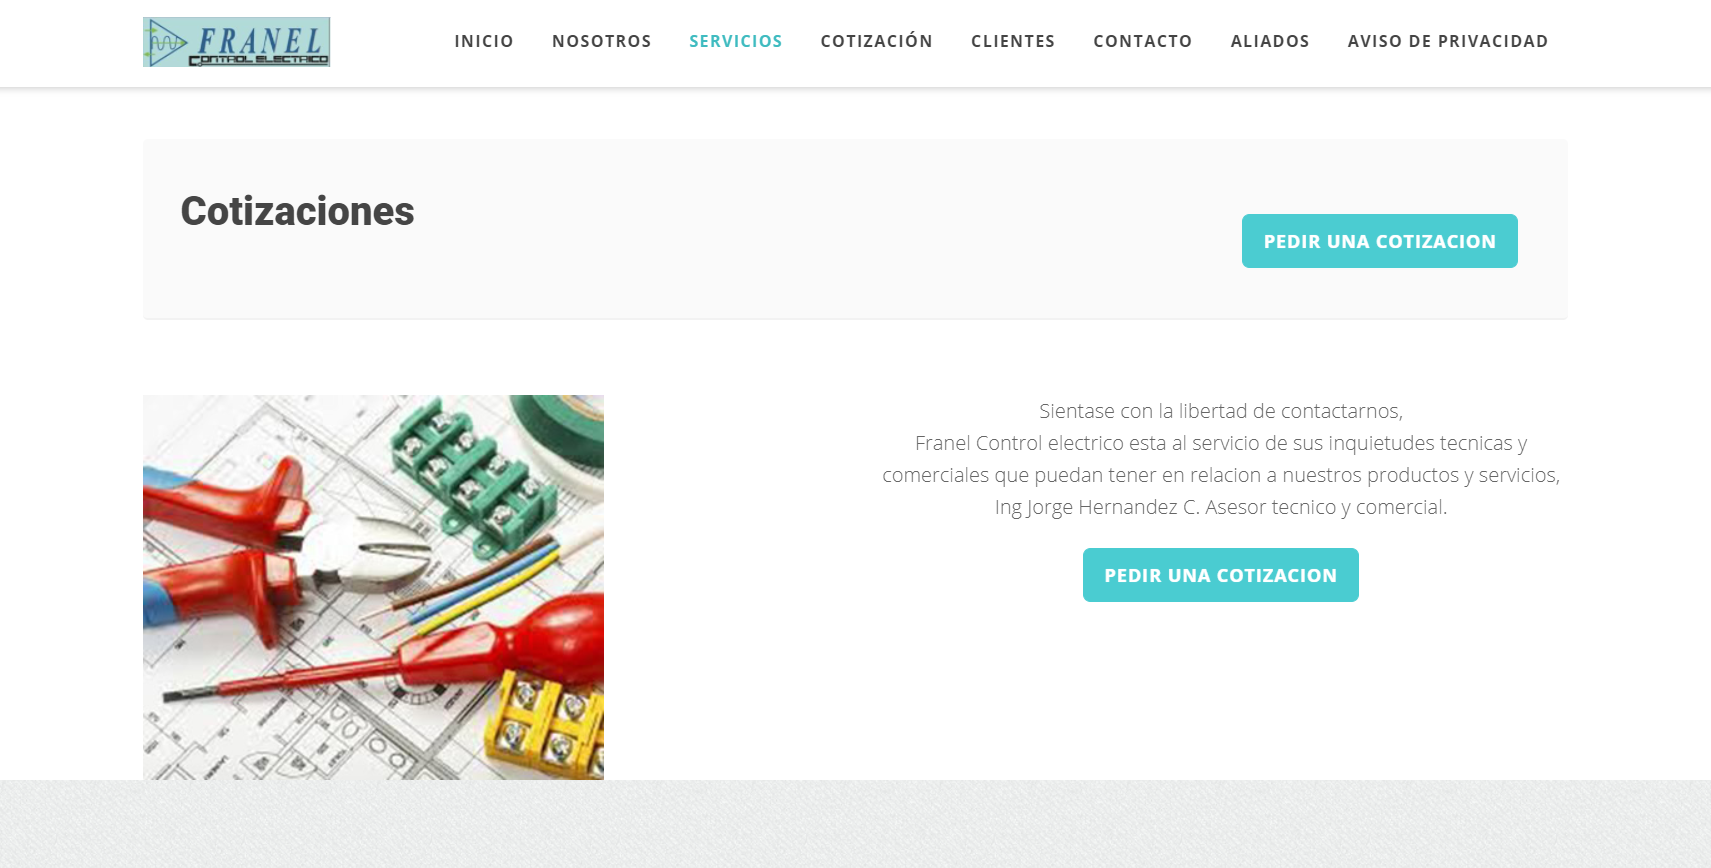 FRANEL
CONTROL ELECTRICO
INICIO NOSOTROS SERVICIOS COTIZACIÓN CLIENTES CONTACTO ALIADOS AVISO DE PRIVACIDAD
Cotizaciones
PEDIR UNA COTIZACION
Sientase con la libertad de contactarnos,
Franel Control electrico esta al servicio de sus inquietudes tecnicas y
comerciales que puedan tener en relacion a nuestros productos y servicios,
Ing Jorge Hernandez C. Asesor tecnico y comercial.
PEDIR UNA COTIZACION